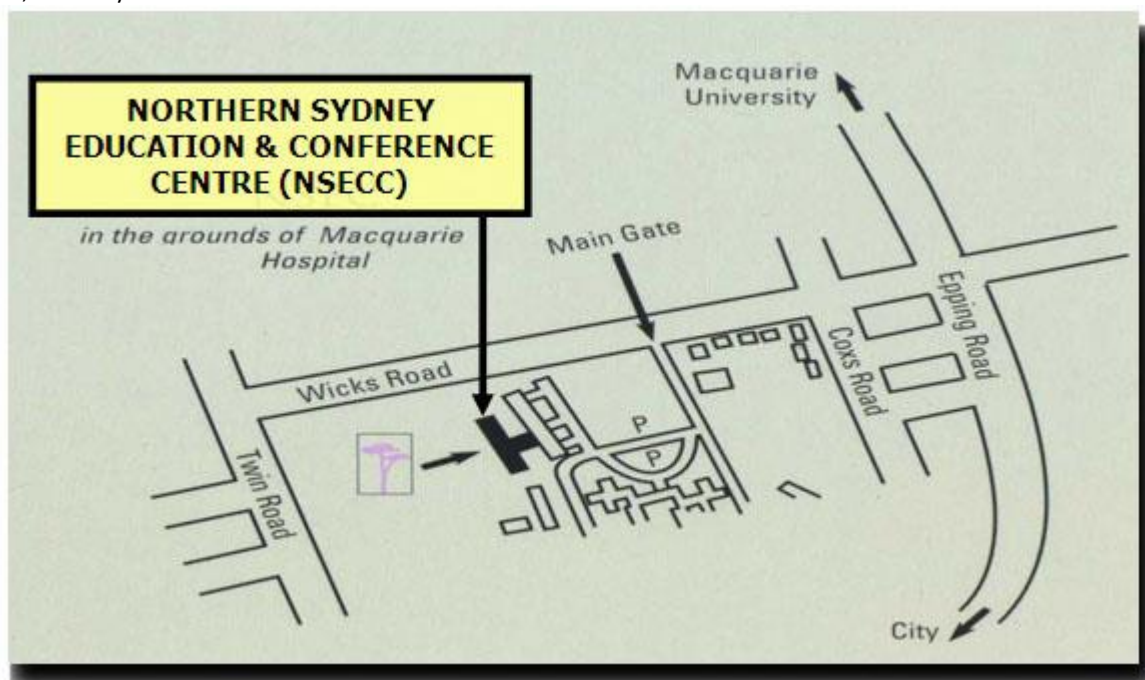 NORTHERN SYDNEY
EDUCATION & CONFERENCE
CENTRE (NSECC)
in the grounds of Macquarie
Hospital
Macquarie
University
Main Gate
Wicks Road
Twin Road
Coxs Road
Epping Road
P
P
City